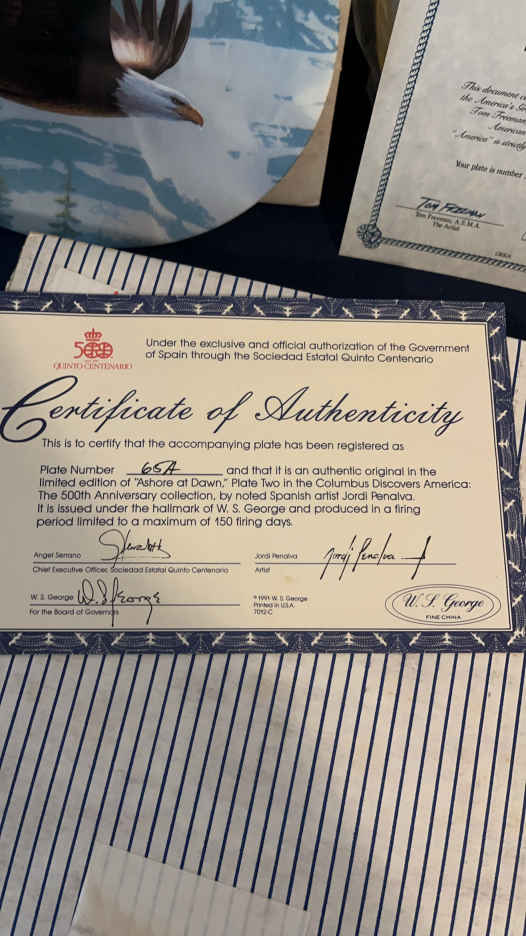 This document c
the America's Se
Tom Freeman
American
"America" is strictly
Your plate is number
Tom Freeman
Tom Freeman, A.S.M.A.
The Artist
500
QUINTO CENTENARIO
Under the exclusive and official authorization of the Government
of Spain through the Sociedad Estatal Quinto Centenario
Certificate of Authenticity
This is to certify that the accompanying plate has been registered as
Plate Number 65A and that it is an authentic original in the
limited edition of "Ashore at Dawn," Plate Two in the Columbus Discovers America:
The 500th Anniversary collection, by noted Spanish artist Jordi Penalva.
It is issued under the hallmark of W. S. George and produced in a firing
period limited to a maximum of 150 firing days.
Angel Serrano
Chief Executive Officer, Sociedad Estatal Quinto Centenario
Jordi Penalva Jordi Penalva
Artist
W. S. George W. S. George
For the Board of Governors
© 1991 W. S. George
Printed in U.S.A.
7012-C
W. S. George
FINE CHINA